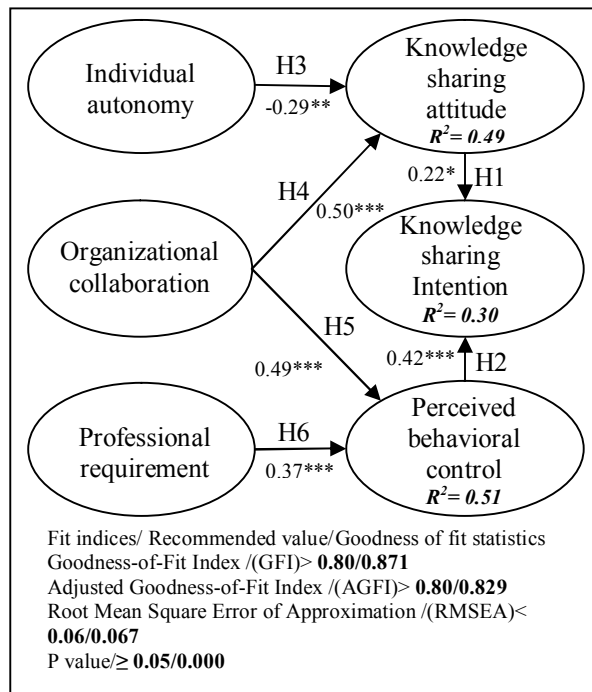 Individual
autonomy
H3
-0.29**
Knowledge
sharing
attitude
R²= 0.49
H4
0.50***
0.22*
H1
Organizational
collaboration
Knowledge
sharing
Intention
R²= 0.30
H5
0.49***
0.42***
H2
Professional
requirement
H6
0.37***
Perceived
behavioral
control
R²= 0.51
Fit indices/ Recommended value/Goodness of fit statistics
Goodness-of-Fit Index /(GFI)> 0.80/0.871
Adjusted Goodness-of-Fit Index /(AGFI)> 0.80/0.829
Root Mean Square Error of Approximation /(RMSEA)<
0.06/0.067
P value/≥ 0.05/0.000